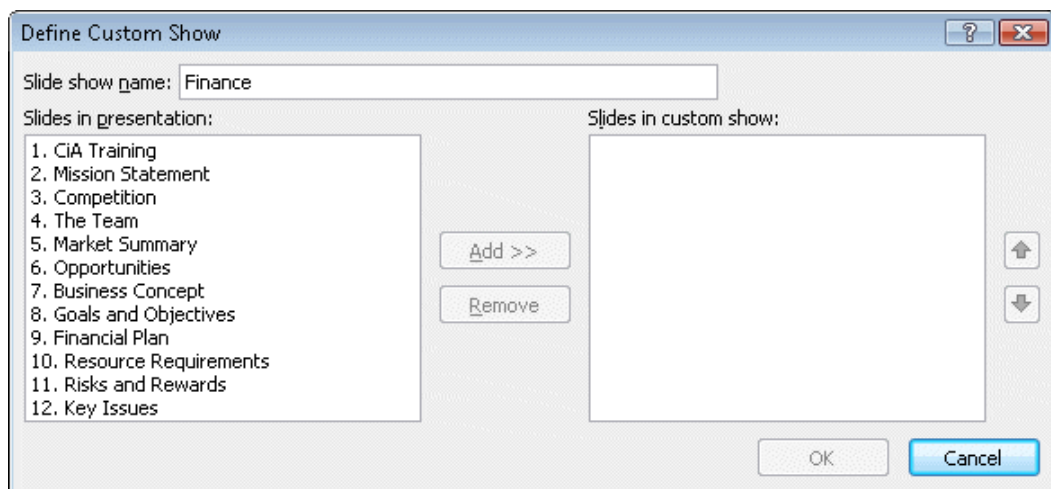 Define Custom Show
Slide show name: Finance
Slides in presentation:
Slides in custom show:
1. CiA Training
2. Mission Statement
3. Competition
4. The Team
5. Market Summary
6. Opportunities
7. Business Concept
8. Goals and Objectives
9. Financial Plan
10. Resource Requirements
11. Risks and Rewards
12. Key Issues
Add >>
Remove
OK
Cancel